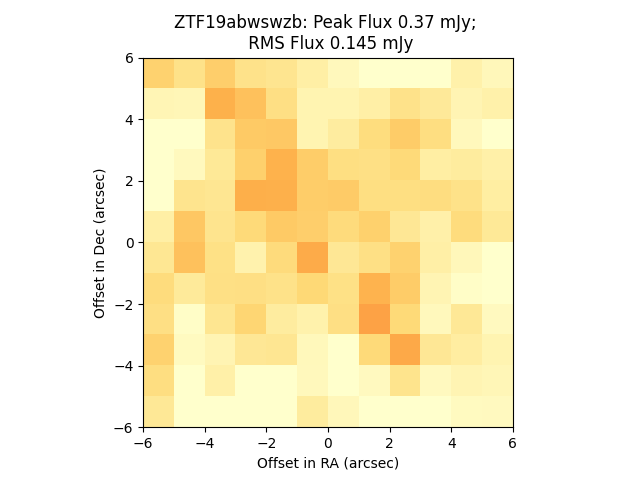 ZTF19abwswzb: Peak Flux 0.37 mJy;
RMS Flux 0.145 mJy
6
4
2
0
−2
−4
−6
Offset in Dec (arcsec)
−6 −4 −2 0 2 4 6
Offset in RA (arcsec)